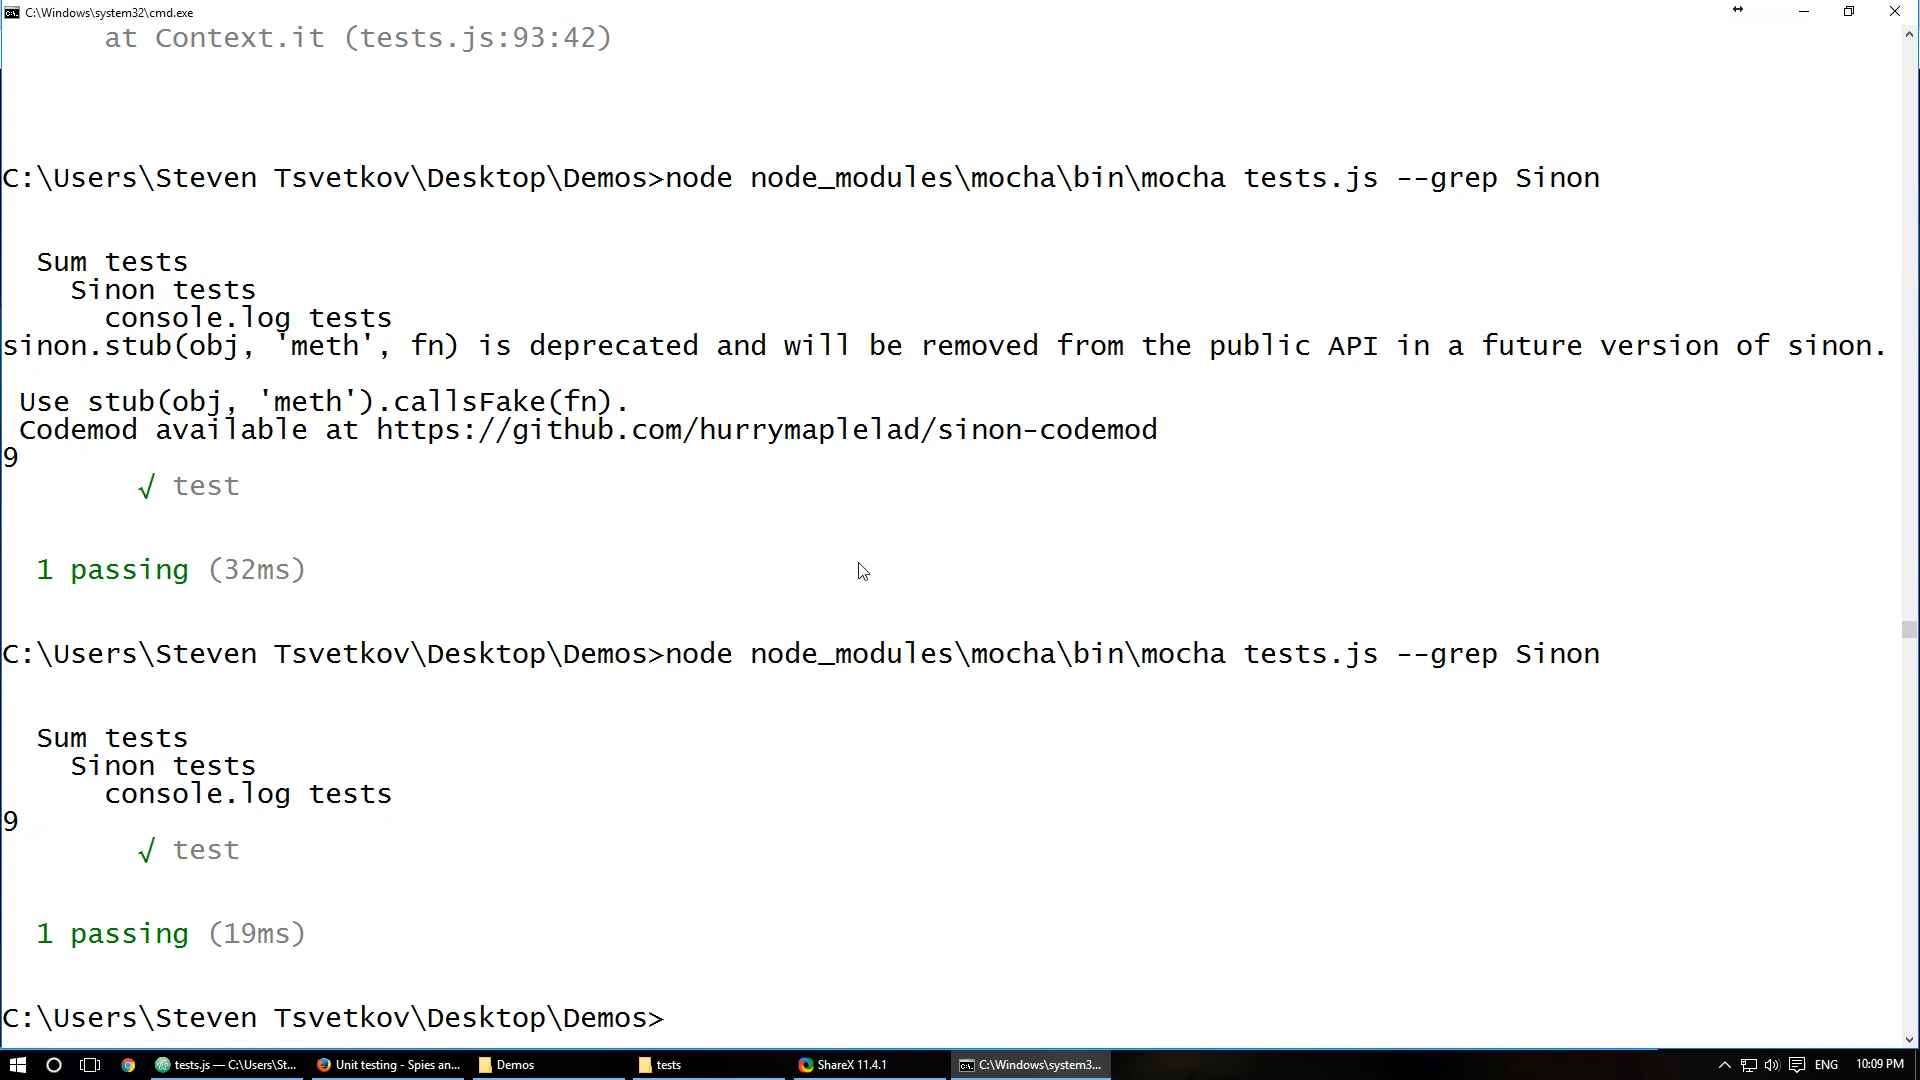 C:\Windows\system32\cmd.exe
at Context.it (tests.js:93:42)
C:\Users\Steven Tsvetkov\Desktop\Demos>node node_modules\mocha\bin\mocha tests.js --grep Sinon
Sum tests
Sinon tests
console.log tests
sinon.stub(obj, 'meth', fn) is deprecated and will be removed from the public API in a future version of sinon.
Use stub(obj, 'meth').callsFake(fn).
Codemod available at https://github.com/hurrymaplelad/sinon-codemod
9
√ test
1 passing (32ms)
C:\Users\Steven Tsvetkov\Desktop\Demos>node node_modules\mocha\bin\mocha tests.js --grep Sinon
Sum tests
Sinon tests
console.log tests
9
√ test
1 passing (19ms)
C:\Users\Steven Tsvetkov\Desktop\Demos>
tests.js — C:\Users\St... Unit testing - Spies an... Demos tests ShareX 11.4.1 C:\Windows\system3... ENG 10:09 PM